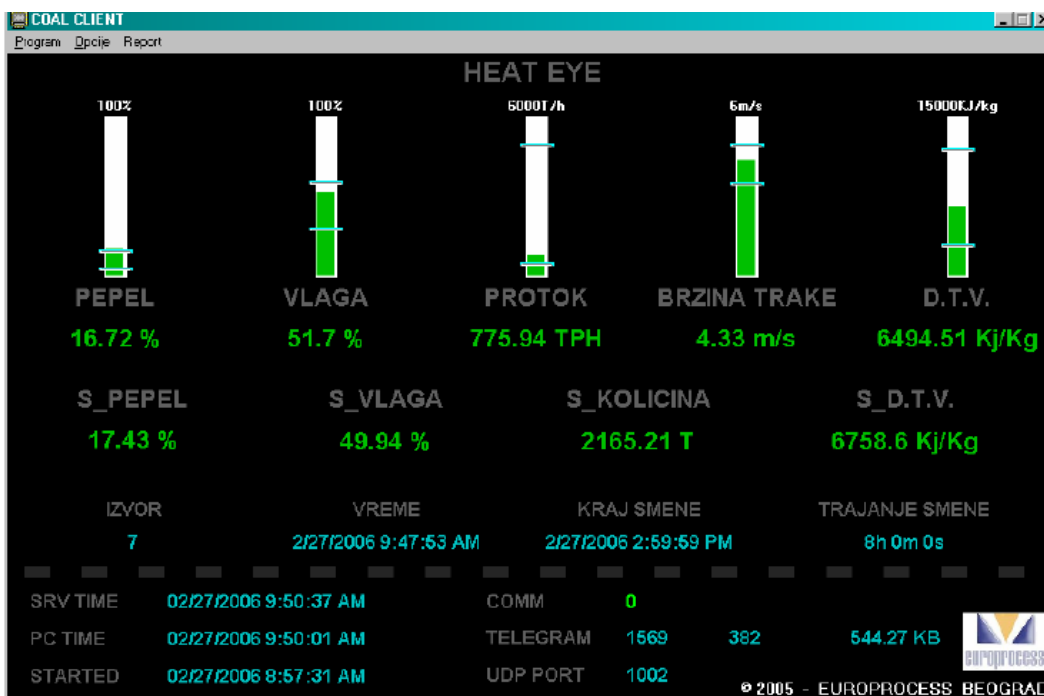 COAL CLIENT
Program Opcije Report
HEAT EYE
100% 100% 6000T/h 6m/s 15000KJ/kg
PEPEL VLAGA PROTOK BRZINA TRAKE D.T.V.
16.72 % 51.7 % 775.94 TPH 4.33 m/s 6494.51 Kj/Kg
S_PEPEL S_VLAGA S_KOLICINA S_D.T.V.
17.43 % 49.94 % 2165.21 T 6758.6 Kj/Kg
IZVOR VREME KRAJ SMENE TRAJANJE SMENE
7 2/27/2006 9:47:53 AM 2/27/2006 2:59:59 PM 8h 0m 0s
SRV TIME 02/27/2006 9:50:37 AM COMM 0
PC TIME 02/27/2006 9:50:01 AM TELEGRAM 1569 382 544.27 KB
STARTED 02/27/2006 8:57:31 AM UDP PORT 1002
europrocess
© 2005 - EUROPROCESS BEOGRAD